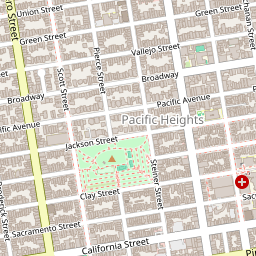 Union Street
Green Street
Green Street
Vallejo Street
Broadway
Broadway
Pierce Street
Scott Street
Pacific Avenue
Pacific Heights
Jackson Street
Steiner Street
Clay Street
Sacramento Street
California Street